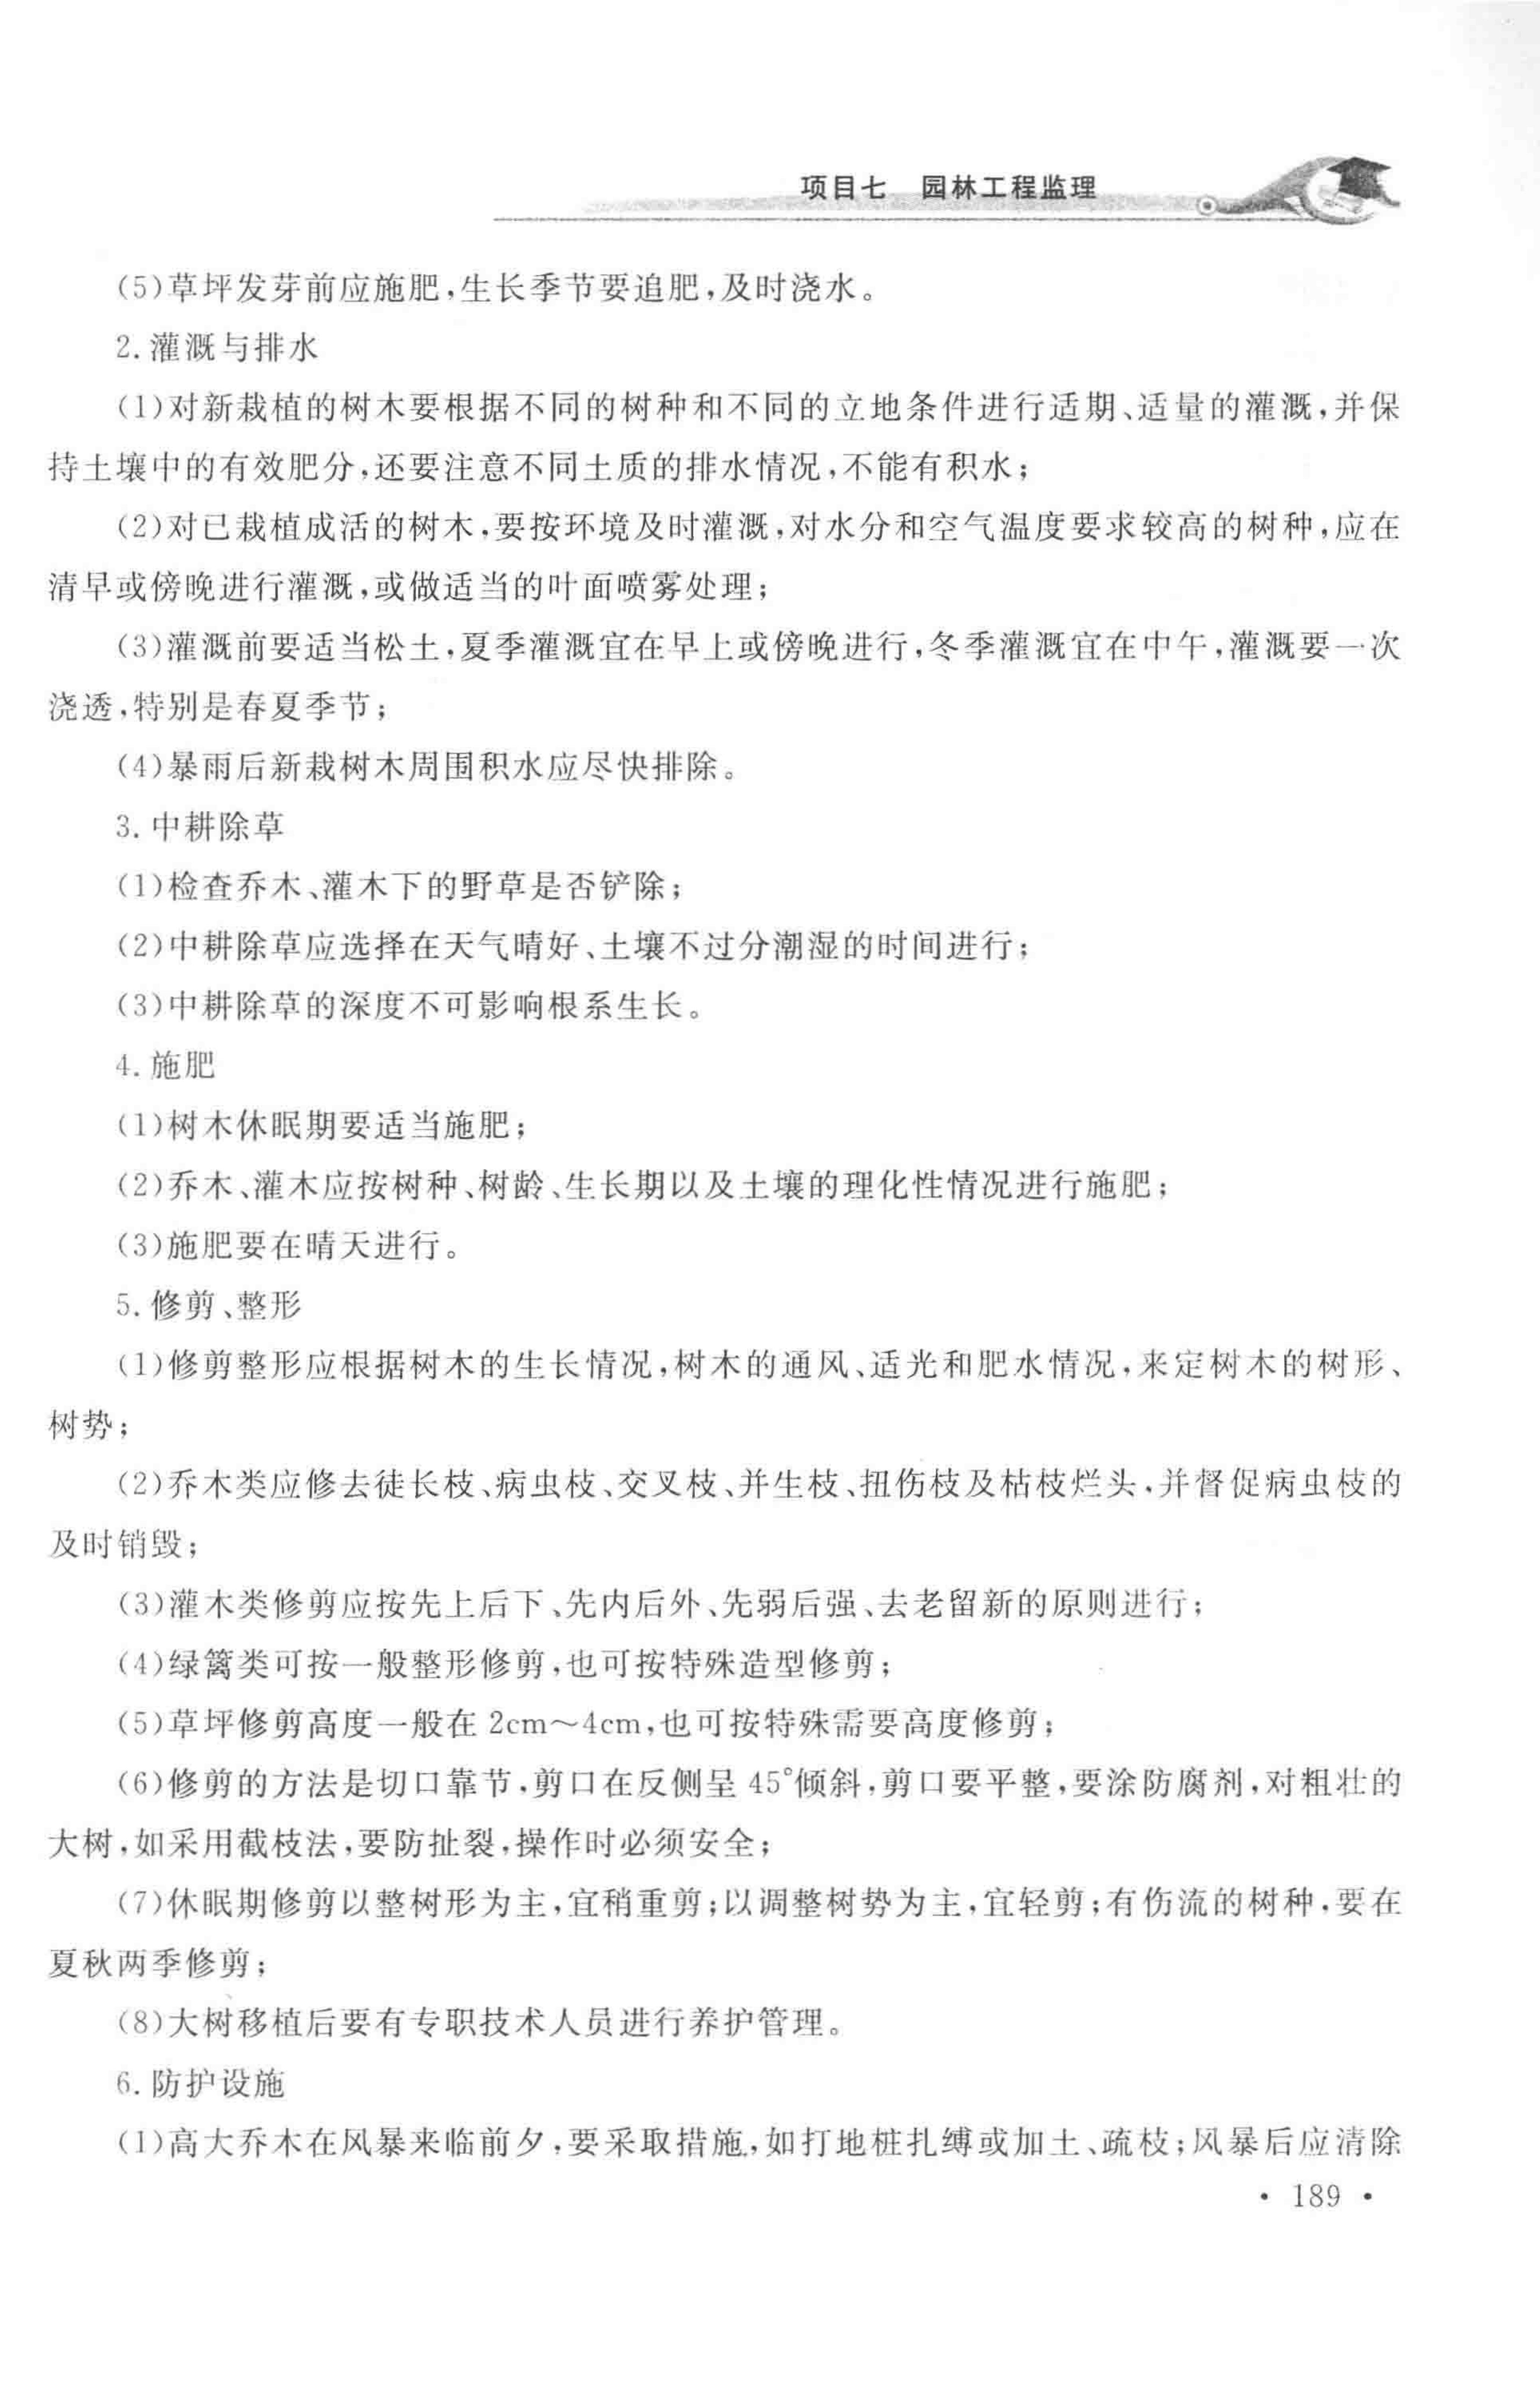 项目七 园林工程监理
(5)草坪发芽前应施肥,生长季节要追肥,及时浇水。
2.灌溉与排水
(1)对新栽植的树木要根据不同的树种和不同的立地条件进行适期、适量的灌溉,并保
持土壤中的有效肥分,还要注意不同土质的排水情况,不能有积水;
(2)对已栽植成活的树木,要按环境及时灌溉,对水分和空气温度要求较高的树种,应在
清早或傍晚进行灌溉,或做适当的叶面喷雾处理;
(3)灌溉前要适当松土,夏季灌溉宜在早上或傍晚进行,冬季灌溉宜在中午,灌溉要一次
浇透,特别是春夏季节;
(4)暴雨后新栽树木周围积水应尽快排除。
3.中耕除草
(1)检查乔木、灌木下的野草是否铲除;
(2)中耕除草应选择在天气晴好、土壤不过分潮湿的时间进行;
(3)中耕除草的深度不可影响根系生长。
4.施肥
(1)树木休眠期要适当施肥;
(2)乔木、灌木应按树种、树龄、生长期以及土壤的理化性情况进行施肥;
(3)施肥要在晴天进行。
5.修剪、整形
(1)修剪整形应根据树木的生长情况,树木的通风、适光和肥水情况,来定树木的树形、
树势;
(2)乔木类应修去徒长枝、病虫枝、交叉枝、并生枝、扭伤枝及枯枝烂头,并督促病虫枝的
及时销毁;
(3)灌木类修剪应按先上后下、先内后外、先弱后强、去老留新的原则进行;
(4)绿篱类可按一般整形修剪,也可按特殊造型修剪;
(5)草坪修剪高度一般在 2cm～4cm,也可按特殊需要高度修剪;
(6)修剪的方法是切口靠节,剪口在反侧呈 45°倾斜,剪口要平整,要涂防腐剂,对粗壮的
大树,如采用截枝法,要防扯裂,操作时必须安全;
(7)休眠期修剪以整树形为主,宜稍重剪;以调整树势为主,宜轻剪;有伤流的树种,要在
夏秋两季修剪;
(8)大树移植后要有专职技术人员进行养护管理。
6.防护设施
(1)高大乔木在风暴来临前夕,要采取措施,如打地桩扎缚或加土、疏枝;风暴后应清除
• 189 •